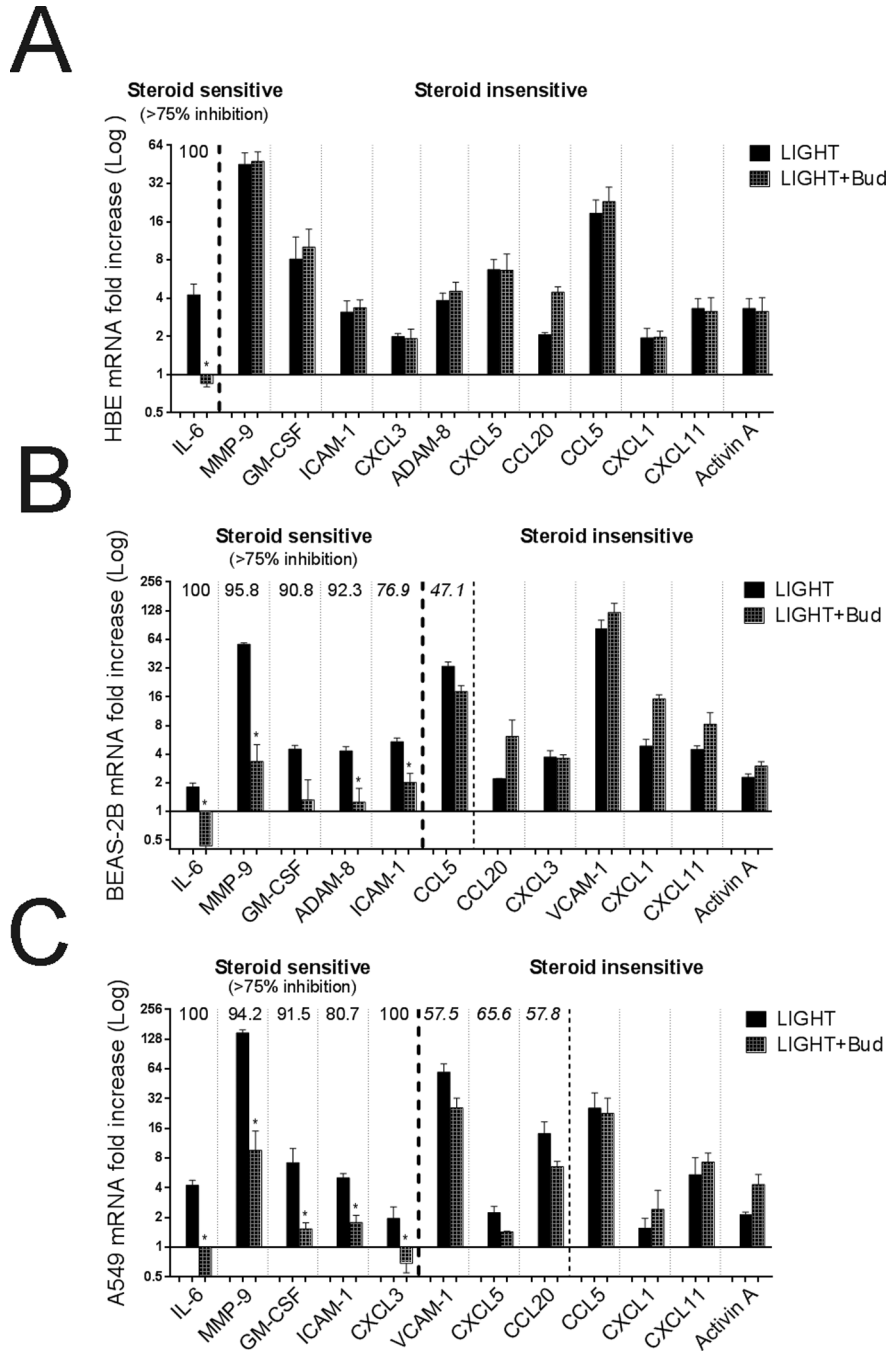 A
Steroid sensitive
(>75% inhibition)
Steroid insensitive
HBE mRNA fold increase (Log )
64
32
16
8
4
2
1
0.5
100
*
LIGHT
LIGHT+Bud
IL-6
MMP-9
GM-CSF
ICAM-1
CXCL3
ADAM-8
CXCL5
CCL20
CCL5
CXCL1
CXCL11
Activin A
B
Steroid sensitive
(>75% inhibition)
Steroid insensitive
BEAS-2B mRNA fold increase (Log)
256
128
64
32
16
8
4
2
1
0.5
100 95.8 90.8 92.3 76.9 47.1
* * * *
LIGHT
LIGHT+Bud
IL-6
MMP-9
GM-CSF
ADAM-8
ICAM-1
CCL5
CCL20
CXCL3
VCAM-1
CXCL1
CXCL11
Activin A
C
Steroid sensitive
(>75% inhibition)
Steroid insensitive
A549 mRNA fold increase (Log)
256
128
64
32
16
8
4
2
1
0.5
100 94.2 91.5 80.7 100 57.5 65.6 57.8
* * * * *
LIGHT
LIGHT+Bud
IL-6
MMP-9
GM-CSF
ICAM-1
CXCL3
VCAM-1
CXCL5
CCL20
CCL5
CXCL1
CXCL11
Activin A